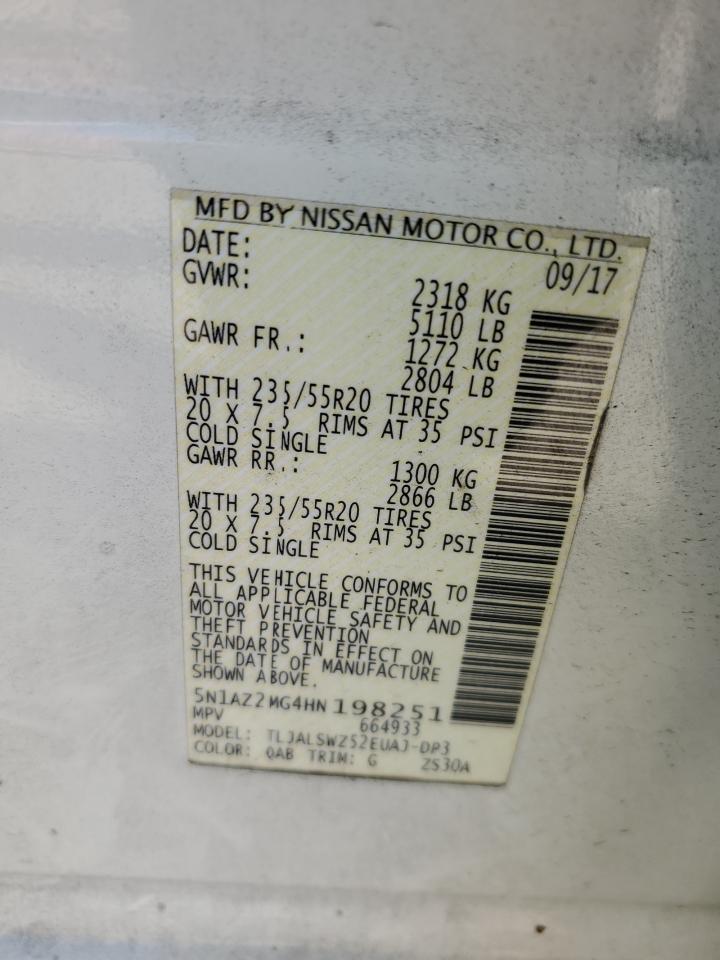 MFD BY NISSAN MOTOR CO., LTD.
DATE: 09/17
GVWR: 2318 KG
5110 LB
GAWR FR.: 1272 KG
2804 LB
WITH 235/55R20 TIRES
20 X 7.5 RIMS AT 35 PSI
COLD SINGLE
GAWR RR.: 1300 KG
2866 LB
WITH 235/55R20 TIRES
20 X 7.5 RIMS AT 35 PSI
COLD SINGLE
THIS VEHICLE CONFORMS TO
ALL APPLICABLE FEDERAL
MOTOR VEHICLE SAFETY AND
THEFT PREVENTION
STANDARDS IN EFFECT ON
THE DATE OF MANUFACTURE
SHOWN ABOVE.
5N1AZ2MG4HN198251
MPV 664933
MODEL: TLJALSWZ52EUAJ-DP3
COLOR: QAB TRIM: G ZS30A